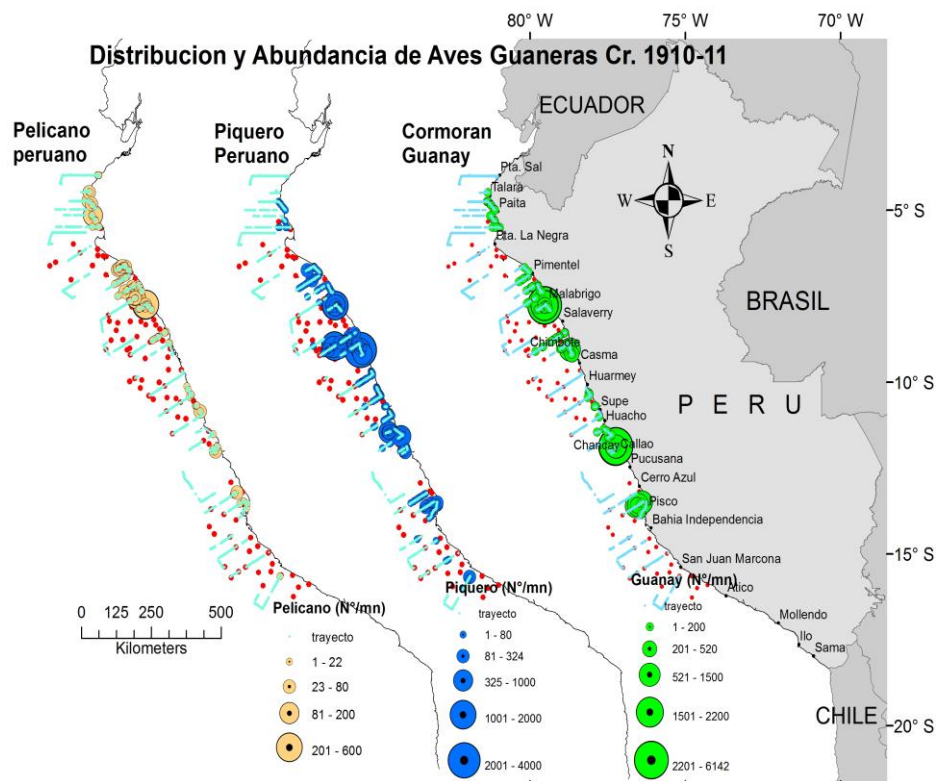 80° W 75° W 70° W
Distribucion y Abundancia de Aves Guaneras Cr. 1910-11
ECUADOR
Pelicano
peruano
Piquero
Peruano
Cormoran
Guanay
Pta. Sal
Talara
Paita
Pta. La Negra
Pimentel
Malabrigo
Salaverry
Chimbote
Casma
Huarmey
Supe
Huacho
Chancay
Callao
Pucusana
Cerro Azul
Pisco
Bahia Independencia
San Juan Marcona
Atico
Mollendo
Ilo
Sama
N
W E
S
BRASIL
PERU
CHILE
5° S
10° S
15° S
20° S
0 125 250 500
Kilometers
Pelicano (N°/mn)
trayecto
1 - 22
23 - 80
81 - 200
201 - 600
Piquero (N°/mn)
trayecto
1 - 80
81 - 324
325 - 1000
1001 - 2000
2001 - 4000
Guanay (N°/mn)
trayecto
1 - 200
201 - 520
521 - 1500
1501 - 2200
2201 - 6142